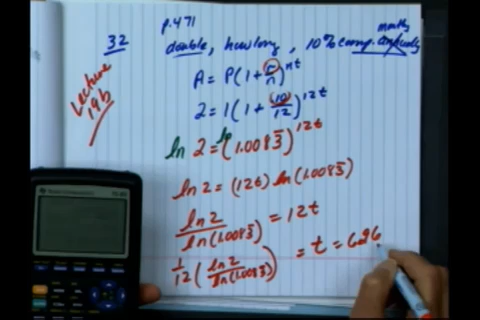 p.471
32 double, how long, 10% comp. annually monthly
Lecture 19b
A = P(1 + r/n)^nt
2 = 1(1 + .10/12)^12t
ln 2 = ln (1.0083̅)^12t
ln 2 = (12t) ln (1.0083̅)
ln 2 / ln(1.0083̅) = 12t
1/12 ( ln 2 / ln(1.0083̅) ) = t = 6.96